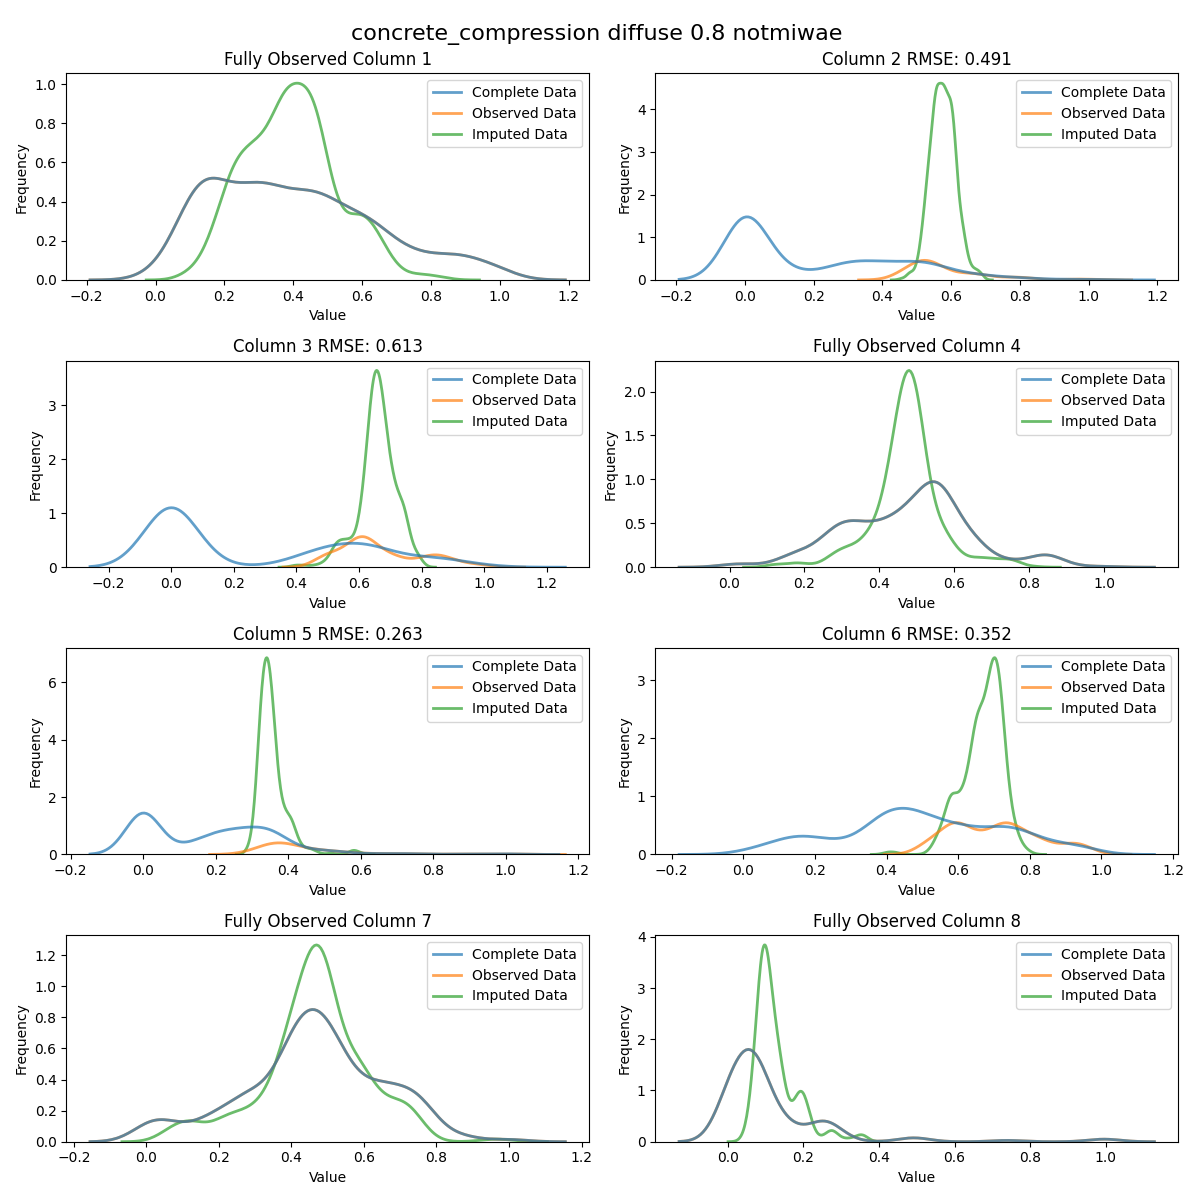 concrete_compression diffuse 0.8 notmiwae
Fully Observed Column 1
Frequency
1.0
0.8
0.6
0.4
0.2
0.0
−0.2 0.0 0.2 0.4 0.6 0.8 1.0 1.2
Value
Complete Data
Observed Data
Imputed Data
Column 2 RMSE: 0.491
Frequency
4
3
2
1
0
−0.2 0.0 0.2 0.4 0.6 0.8 1.0 1.2
Value
Complete Data
Observed Data
Imputed Data
Column 3 RMSE: 0.613
Frequency
3
2
1
0
−0.2 0.0 0.2 0.4 0.6 0.8 1.0 1.2
Value
Complete Data
Observed Data
Imputed Data
Fully Observed Column 4
Frequency
2.0
1.5
1.0
0.5
0.0
0.0 0.2 0.4 0.6 0.8 1.0
Value
Complete Data
Observed Data
Imputed Data
Column 5 RMSE: 0.263
Frequency
6
4
2
0
−0.2 0.0 0.2 0.4 0.6 0.8 1.0 1.2
Value
Complete Data
Observed Data
Imputed Data
Column 6 RMSE: 0.352
Frequency
3
2
1
0
−0.2 0.0 0.2 0.4 0.6 0.8 1.0 1.2
Value
Complete Data
Observed Data
Imputed Data
Fully Observed Column 7
Frequency
1.2
1.0
0.8
0.6
0.4
0.2
0.0
−0.2 0.0 0.2 0.4 0.6 0.8 1.0 1.2
Value
Complete Data
Observed Data
Imputed Data
Fully Observed Column 8
Frequency
4
3
2
1
0
0.0 0.2 0.4 0.6 0.8 1.0
Value
Complete Data
Observed Data
Imputed Data